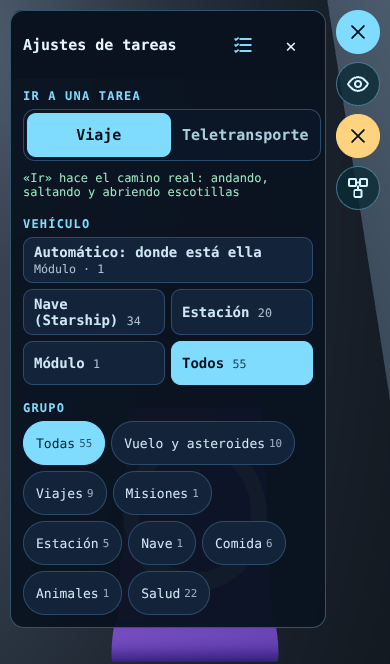 Ajustes de tareas
IR A UNA TAREA
Viaje Teletransporte
«Ir» hace el camino real: andando,
saltando y abriendo escotillas
VEHÍCULO
Automático: donde está ella
Módulo · 1
Nave
(Starship) 34
Estación 20
Módulo 1
Todos 55
GRUPO
Todas 55
Vuelo y asteroides 10
Viajes 9
Misiones 1
Estación 5
Nave 1
Comida 6
Animales 1
Salud 22